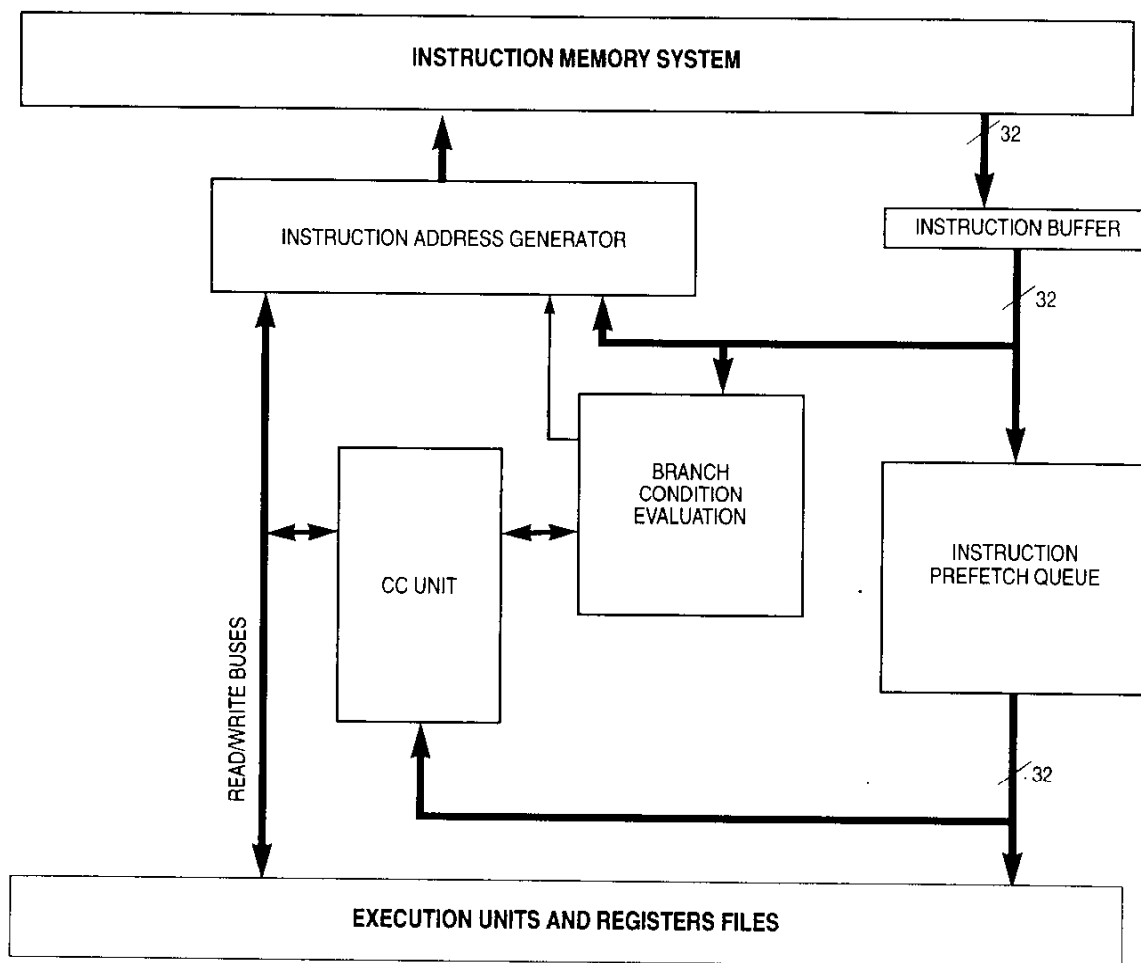 INSTRUCTION MEMORY SYSTEM
32
INSTRUCTION ADDRESS GENERATOR
INSTRUCTION BUFFER
32
BRANCH
CONDITION
EVALUATION
INSTRUCTION
PREFETCH QUEUE
CC UNIT
READ/WRITE BUSES
32
EXECUTION UNITS AND REGISTERS FILES